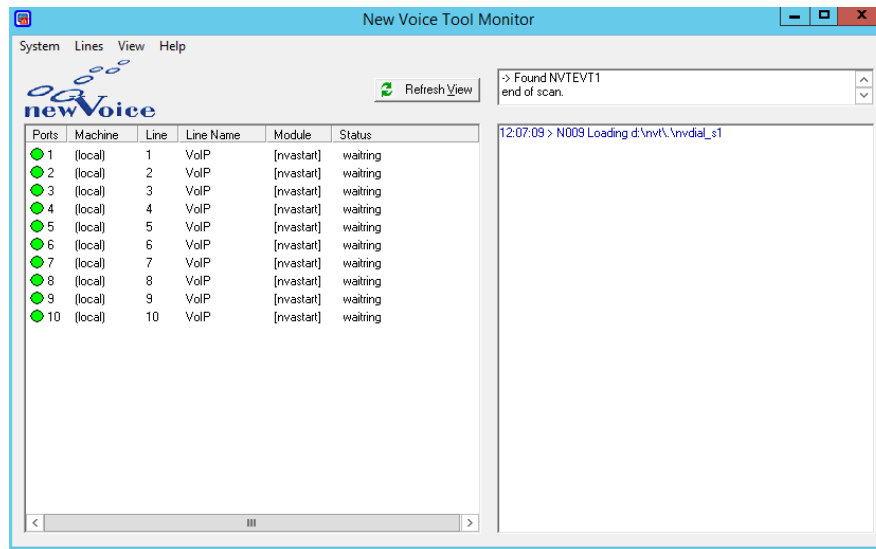 New Voice Tool Monitor
System Lines View Help
newVoice
Refresh View
-> Found NVTEVT1
end of scan.
Ports Machine Line Line Name Module Status
1 (local) 1 VoIP [nvastart] waitring
2 (local) 2 VoIP [nvastart] waitring
3 (local) 3 VoIP [nvastart] waitring
4 (local) 4 VoIP [nvastart] waitring
5 (local) 5 VoIP [nvastart] waitring
6 (local) 6 VoIP [nvastart] waitring
7 (local) 7 VoIP [nvastart] waitring
8 (local) 8 VoIP [nvastart] waitring
9 (local) 9 VoIP [nvastart] waitring
10 (local) 10 VoIP [nvastart] waitring
12:07:09 > N009 Loading d:\nvt\.\nvdial_s1